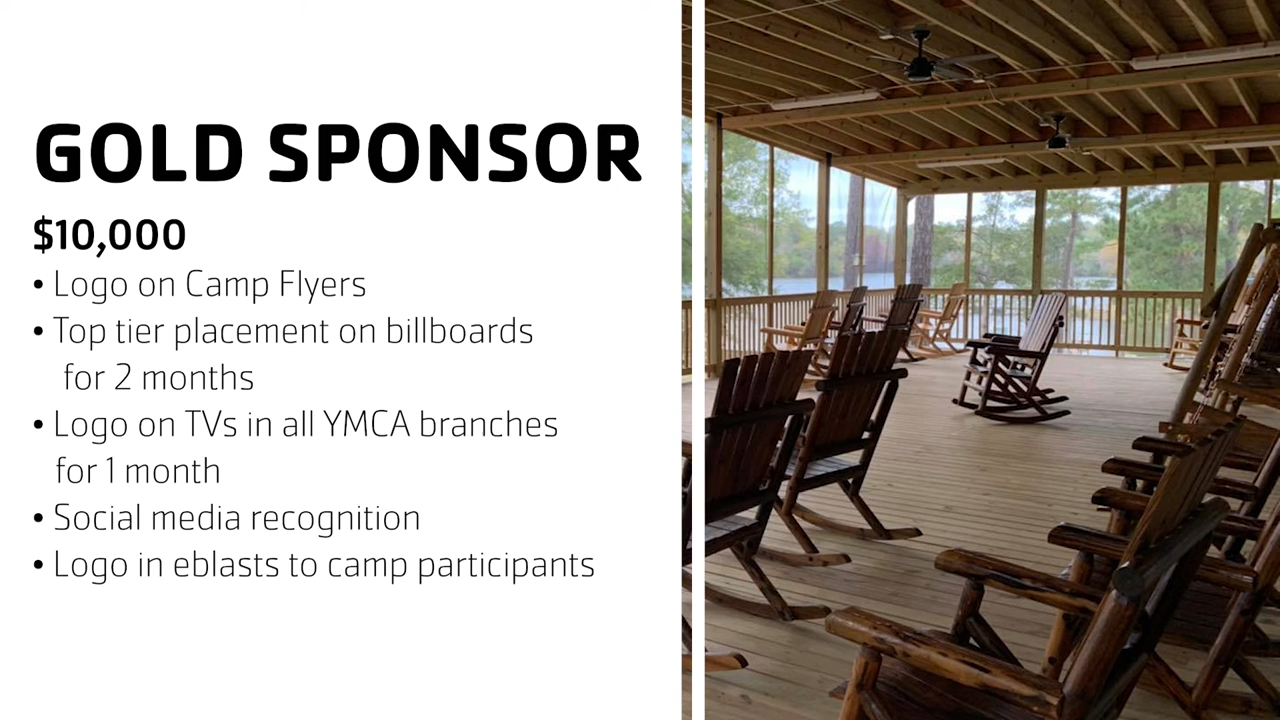 GOLD SPONSOR
$10,000
• Logo on Camp Flyers
• Top tier placement on billboards
for 2 months
• Logo on TVs in all YMCA branches
for 1 month
• Social media recognition
• Logo in eblasts to camp participants